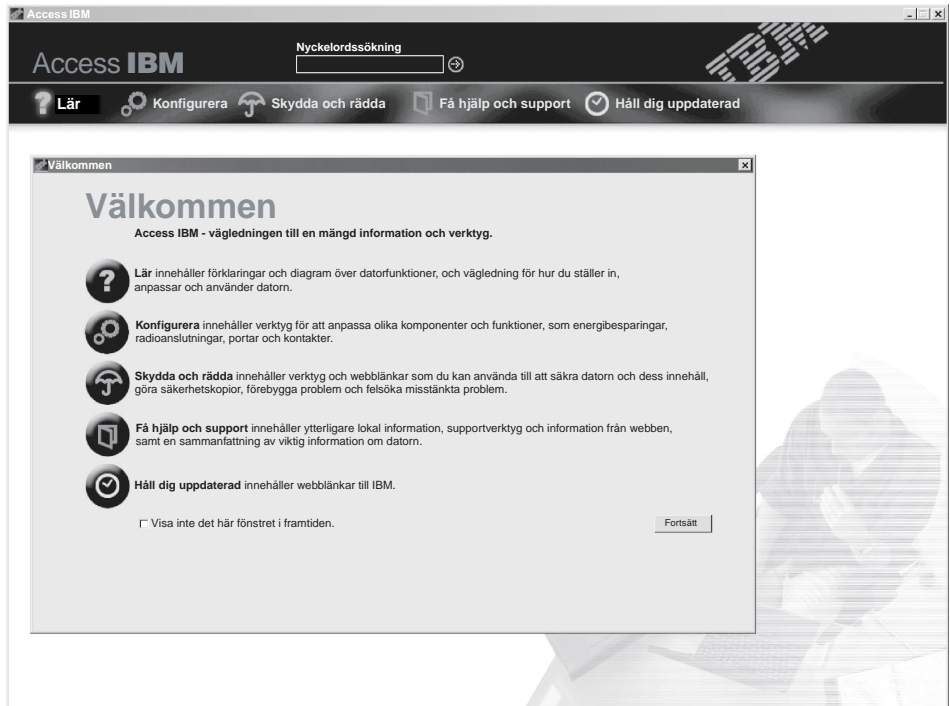 Access IBM
Nyckelordssökning
Access IBM
IBM
Lär
Konfigurera
Skydda och rädda
Få hjälp och support
Håll dig uppdaterad
Välkommen
Välkommen
Access IBM - vägledningen till en mängd information och verktyg.
Lär innehåller förklaringar och diagram över datorfunktioner, och vägledning för hur du ställer in,
anpassar och använder datorn.
Konfigurera innehåller verktyg för att anpassa olika komponenter och funktioner, som energibesparingar,
radioanslutningar, portar och kontakter.
Skydda och rädda innehåller verktyg och webblänkar som du kan använda till att säkra datorn och dess innehåll,
göra säkerhetskopior, förebygga problem och felsöka misstänkta problem.
Få hjälp och support innehåller ytterligare lokal information, supportverktyg och information från webben,
samt en sammanfattning av viktig information om datorn.
Håll dig uppdaterad innehåller webblänkar till IBM.
Visa inte det här fönstret i framtiden.
Fortsätt